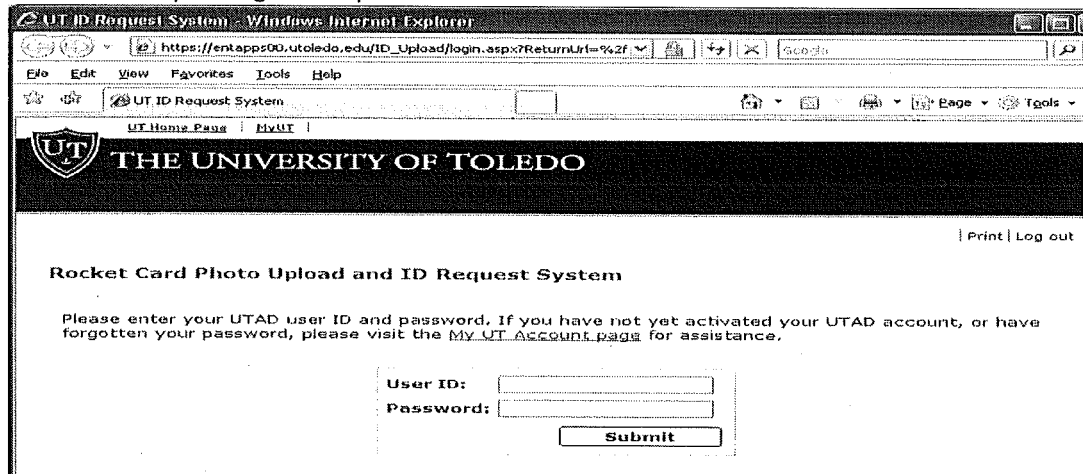 UT ID Request System - Windows Internet Explorer
https://entapps00.utoledo.edu/ID_Upload/login.aspx?ReturnUrl=%2f
Google
File Edit View Favorites Tools Help
UT ID Request System
Page Tools
UT Home Page | MyUT |
UT THE UNIVERSITY OF TOLEDO
| Print | Log out
Rocket Card Photo Upload and ID Request System
Please enter your UTAD user ID and password. If you have not yet activated your UTAD account, or have
forgotten your password, please visit the My UT Account page for assistance.
User ID:
Password:
Submit